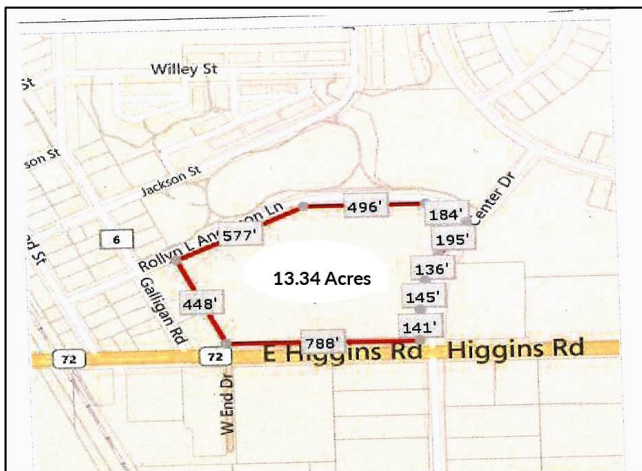 Willey St
St
son St
Jackson St
6
Rollyn L And on Ln
577'
496'
184'
Center Dr
195'
136'
145'
141'
13.34 Acres
448'
Galligan Rd
d St
788'
72
72
E Higgins Rd
Higgins Rd
W End Dr